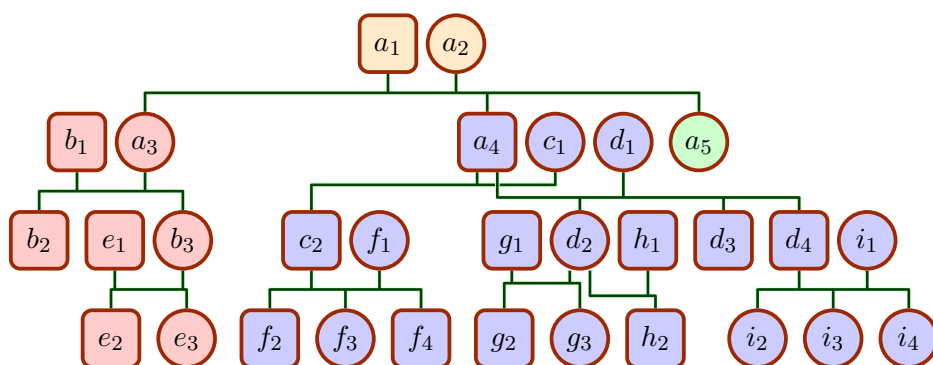 a₁ a₂
b₁ a₃ a₄ c₁ d₁ a₅
b₂ e₁ b₃ c₂ f₁ g₁ d₂ h₁ d₃ d₄ i₁
e₂ e₃ f₂ f₃ f₄ g₂ g₃ h₂ i₂ i₃ i₄